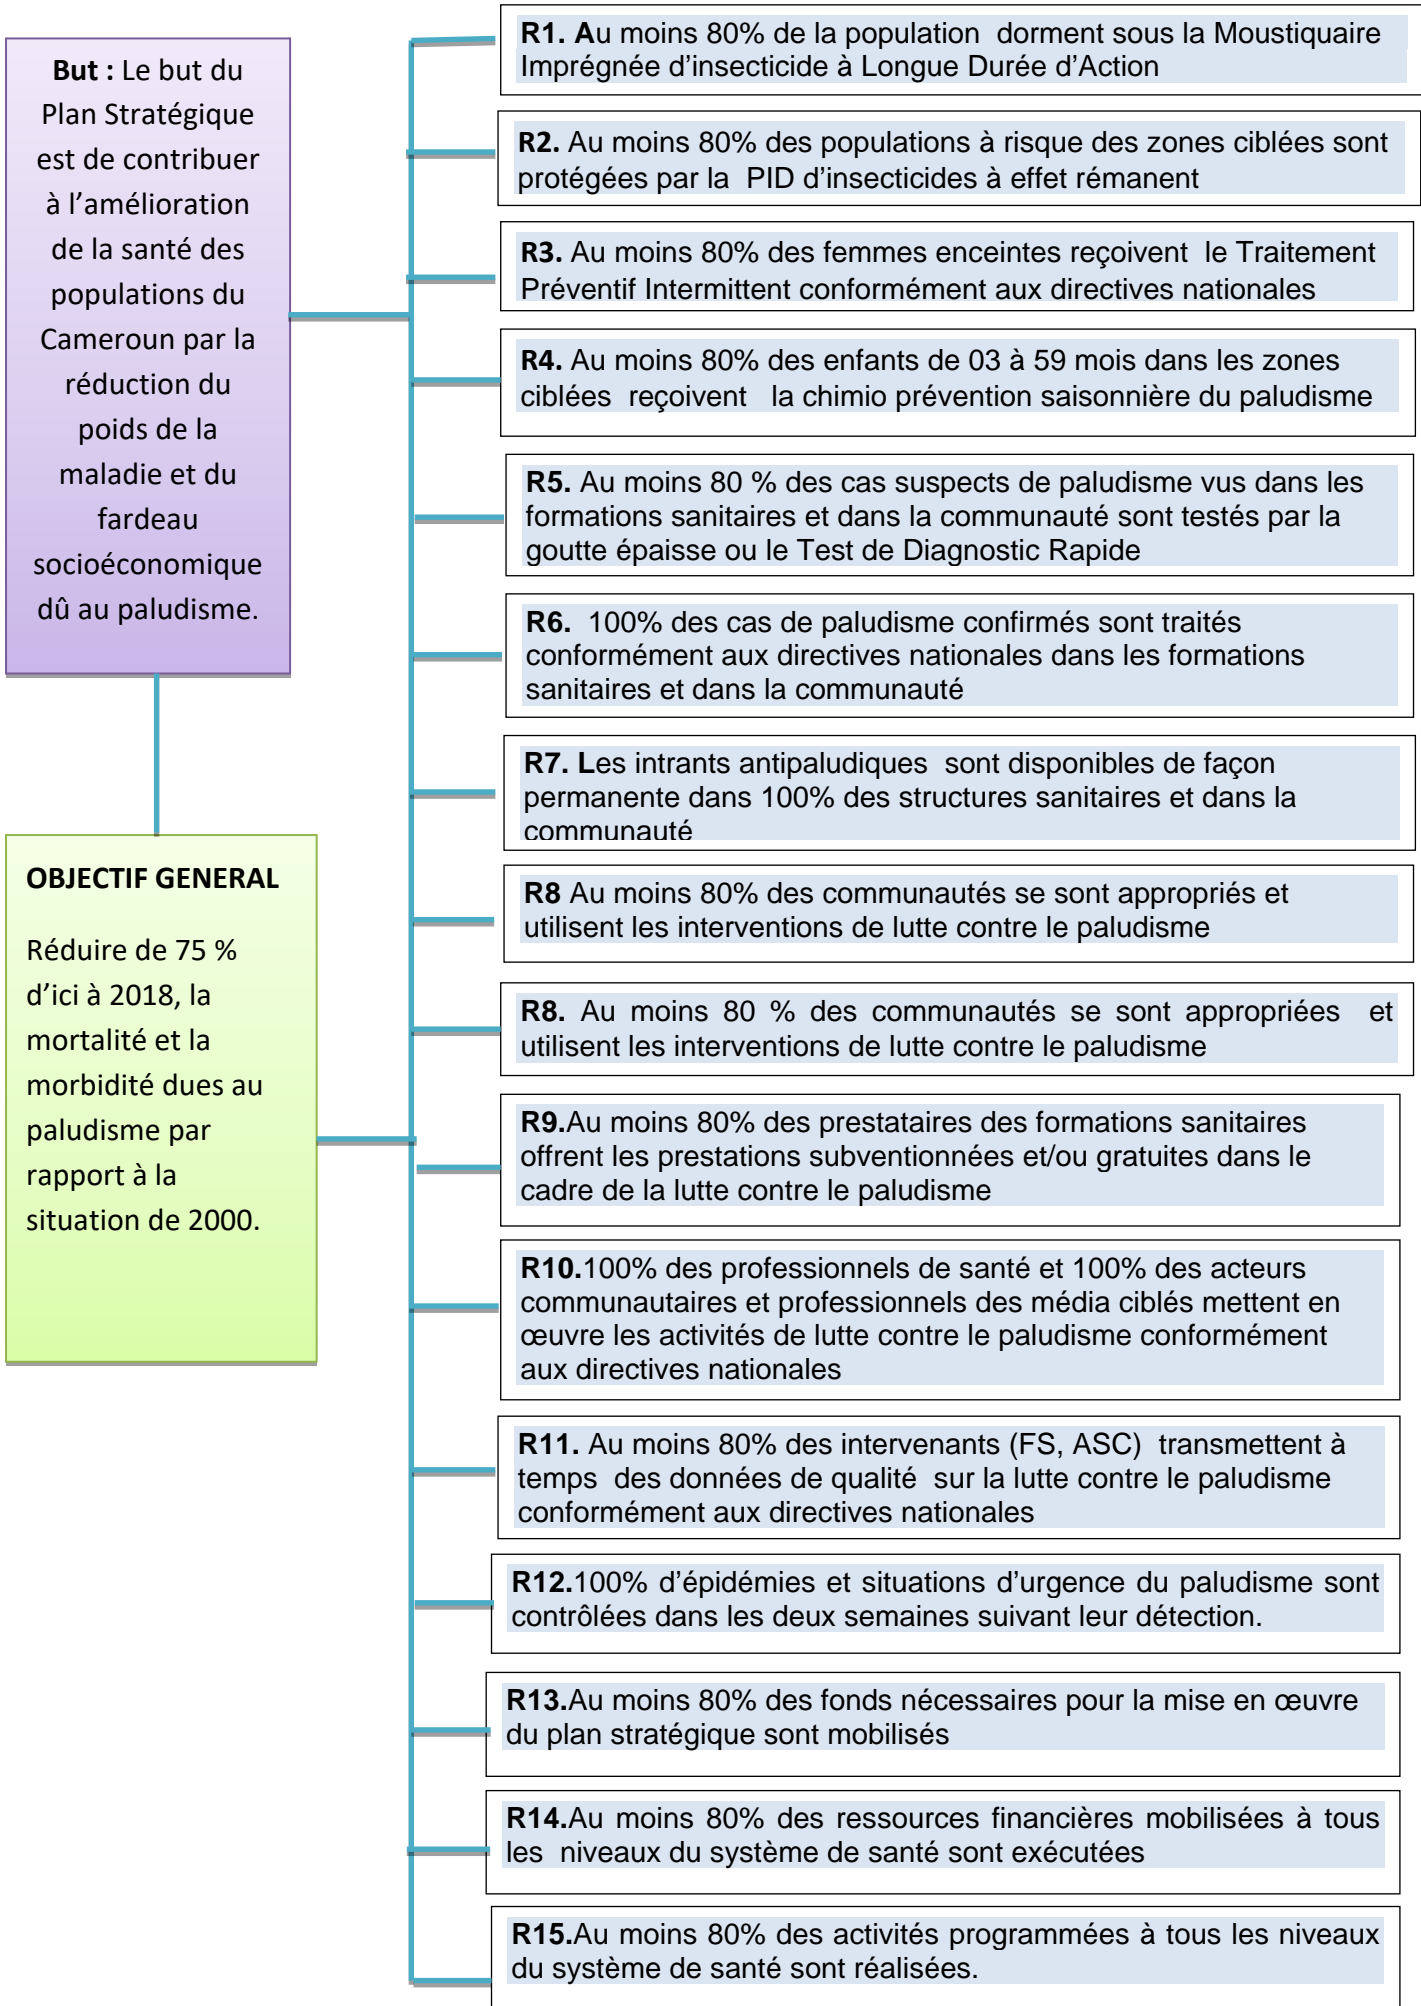 But : Le but du
Plan Stratégique
est de contribuer
à l’amélioration
de la santé des
populations du
Cameroun par la
réduction du
poids de la
maladie et du
fardeau
socioéconomique
dû au paludisme.
OBJECTIF GENERAL
Réduire de 75 %
d’ici à 2018, la
mortalité et la
morbidité dues au
paludisme par
rapport à la
situation de 2000.
R1. Au moins 80% de la population dorment sous la Moustiquaire
Imprégnée d’insecticide à Longue Durée d’Action
R2. Au moins 80% des populations à risque des zones ciblées sont
protégées par la PID d’insecticides à effet rémanent
R3. Au moins 80% des femmes enceintes reçoivent le Traitement
Préventif Intermittent conformément aux directives nationales
R4. Au moins 80% des enfants de 03 à 59 mois dans les zones
ciblées reçoivent la chimio prévention saisonnière du paludisme
R5. Au moins 80 % des cas suspects de paludisme vus dans les
formations sanitaires et dans la communauté sont testés par la
goutte épaisse ou le Test de Diagnostic Rapide
R6. 100% des cas de paludisme confirmés sont traités
conformément aux directives nationales dans les formations
sanitaires et dans la communauté
R7. Les intrants antipaludiques sont disponibles de façon
permanente dans 100% des structures sanitaires et dans la
communauté
R8 Au moins 80% des communautés se sont appropriés et
utilisent les interventions de lutte contre le paludisme
R8. Au moins 80 % des communautés se sont appropriées et
utilisent les interventions de lutte contre le paludisme
R9.Au moins 80% des prestataires des formations sanitaires
offrent les prestations subventionnées et/ou gratuites dans le
cadre de la lutte contre le paludisme
R10.100% des professionnels de santé et 100% des acteurs
communautaires et professionnels des média ciblés mettent en
œuvre les activités de lutte contre le paludisme conformément
aux directives nationales
R11. Au moins 80% des intervenants (FS, ASC) transmettent à
temps des données de qualité sur la lutte contre le paludisme
conformément aux directives nationales
R12.100% d’épidémies et situations d’urgence du paludisme sont
contrôlées dans les deux semaines suivant leur détection.
R13.Au moins 80% des fonds nécessaires pour la mise en œuvre
du plan stratégique sont mobilisés
R14.Au moins 80% des ressources financières mobilisées à tous
les niveaux du système de santé sont exécutées
R15.Au moins 80% des activités programmées à tous les niveaux
du système de santé sont réalisées.